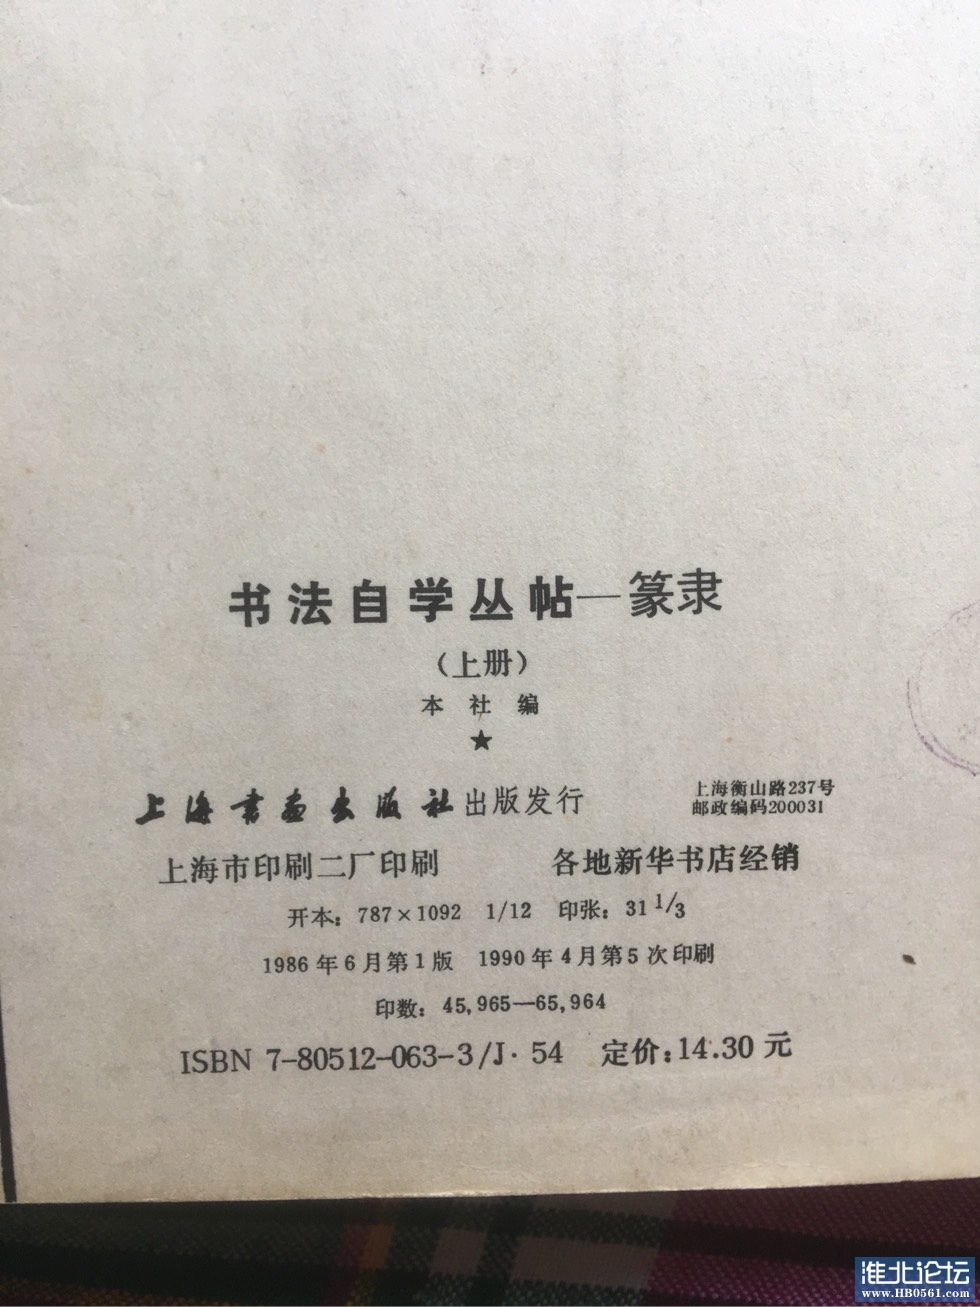 书法自学丛帖—篆隶
（上册）
本社编
★
上海书画出版社出版发行
上海衡山路237号
邮政编码200031
上海市印刷二厂印刷 各地新华书店经销
开本：787×1092 1/12 印张：31 1/3
1986年6月第1版 1990年4月第5次印刷
印数：45,965—65,964
ISBN 7-80512-063-3/J·54 定价：14.30元
淮北论坛
www.HB0561.com